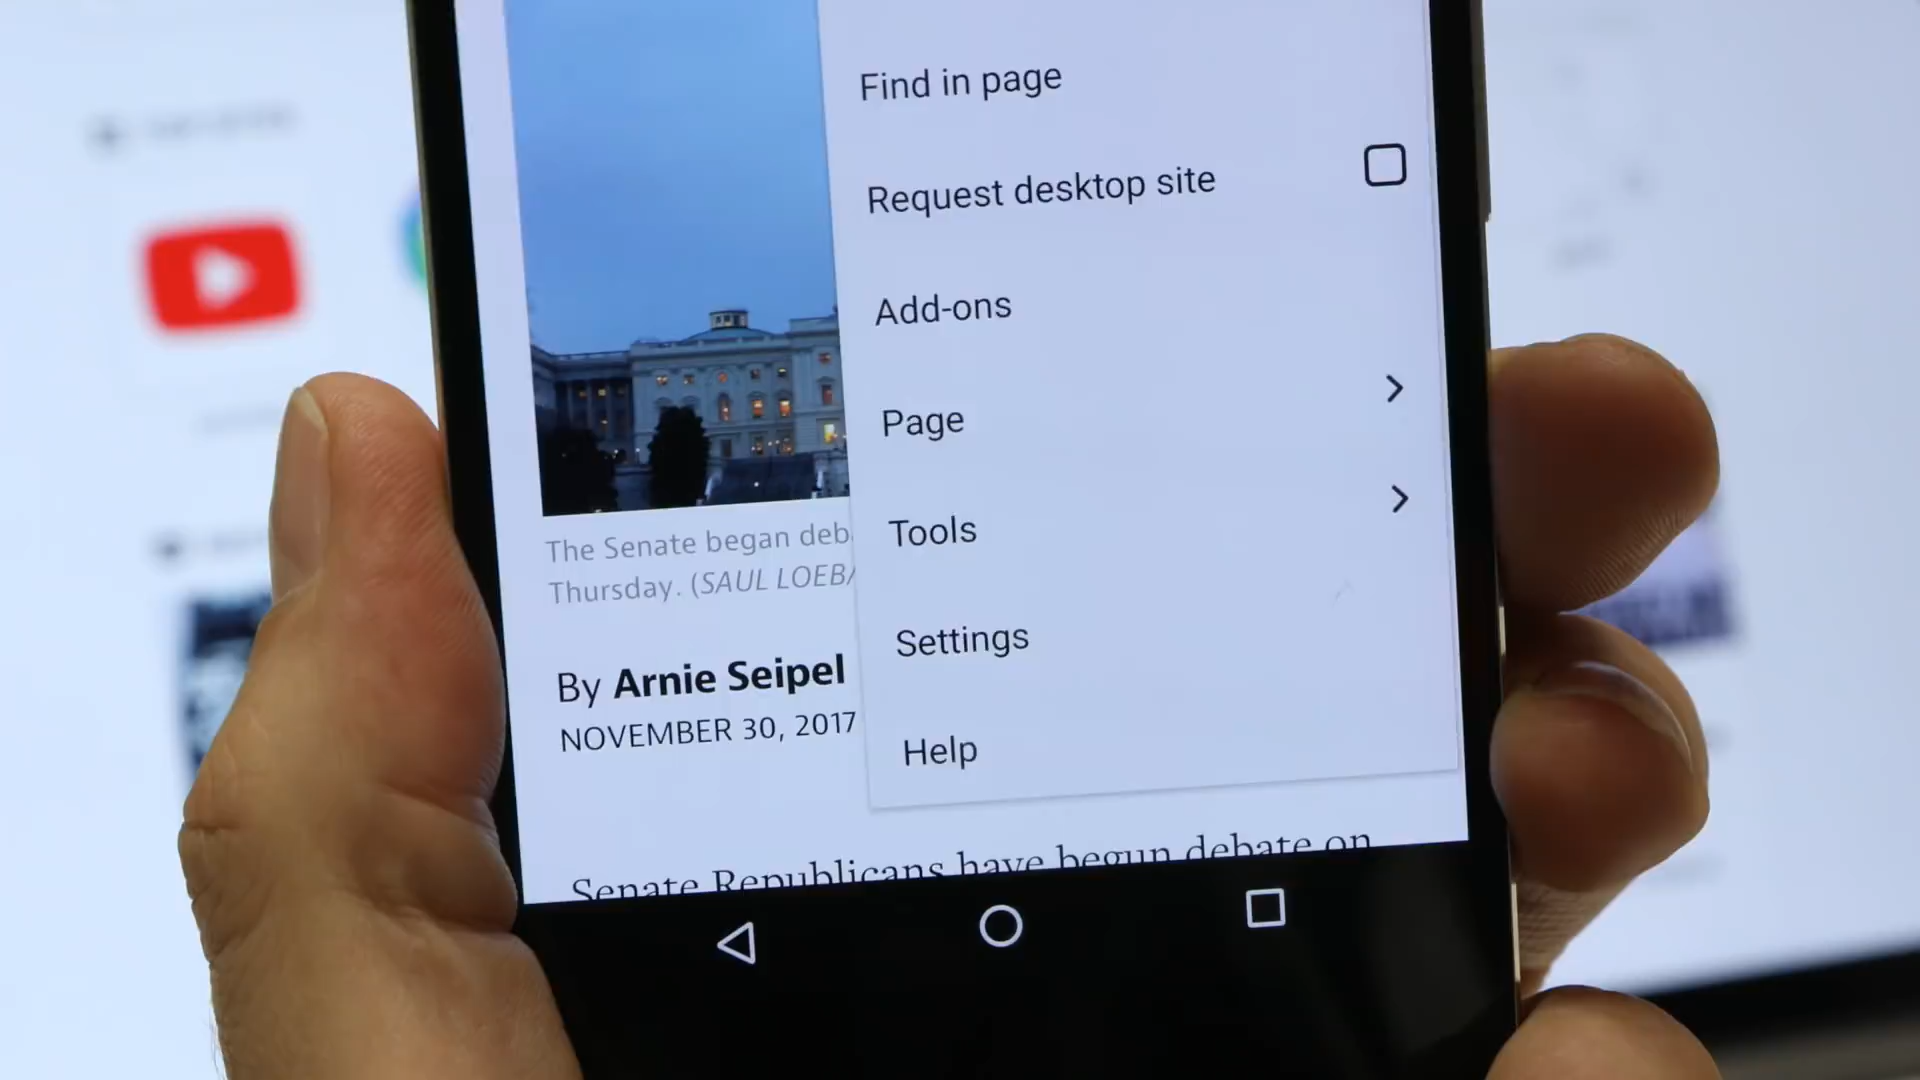 Find in page
Request desktop site
Add-ons
Page
Tools
Settings
Help
The Senate began deb
Thursday. (SAUL LOEB/
By Arnie Seipel
NOVEMBER 30, 2017
Senate Republicans have begun debate on